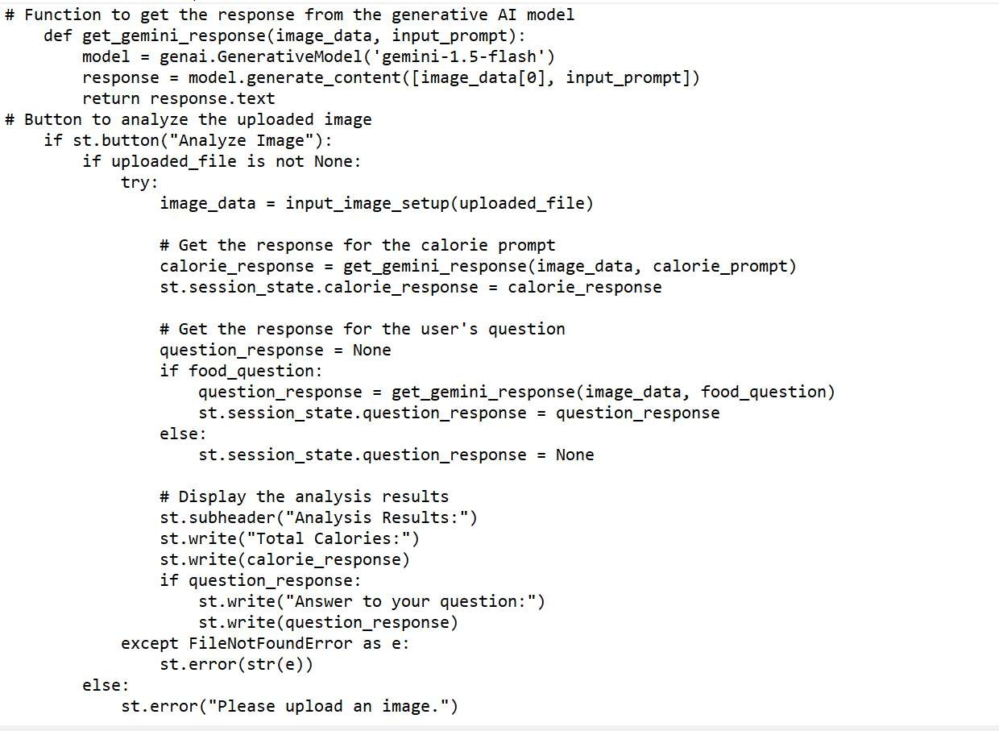 # Function to get the response from the generative AI model
    def get_gemini_response(image_data, input_prompt):
        model = genai.GenerativeModel('gemini-1.5-flash')
        response = model.generate_content([image_data[0], input_prompt])
        return response.text
# Button to analyze the uploaded image
    if st.button("Analyze Image"):
        if uploaded_file is not None:
            try:
                image_data = input_image_setup(uploaded_file)

                # Get the response for the calorie prompt
                calorie_response = get_gemini_response(image_data, calorie_prompt)
                st.session_state.calorie_response = calorie_response

                # Get the response for the user's question
                question_response = None
                if food_question:
                    question_response = get_gemini_response(image_data, food_question)
                    st.session_state.question_response = question_response
                else:
                    st.session_state.question_response = None

                # Display the analysis results
                st.subheader("Analysis Results:")
                st.write("Total Calories:")
                st.write(calorie_response)
                if question_response:
                    st.write("Answer to your question:")
                    st.write(question_response)
            except FileNotFoundError as e:
                st.error(str(e))
        else:
            st.error("Please upload an image.")